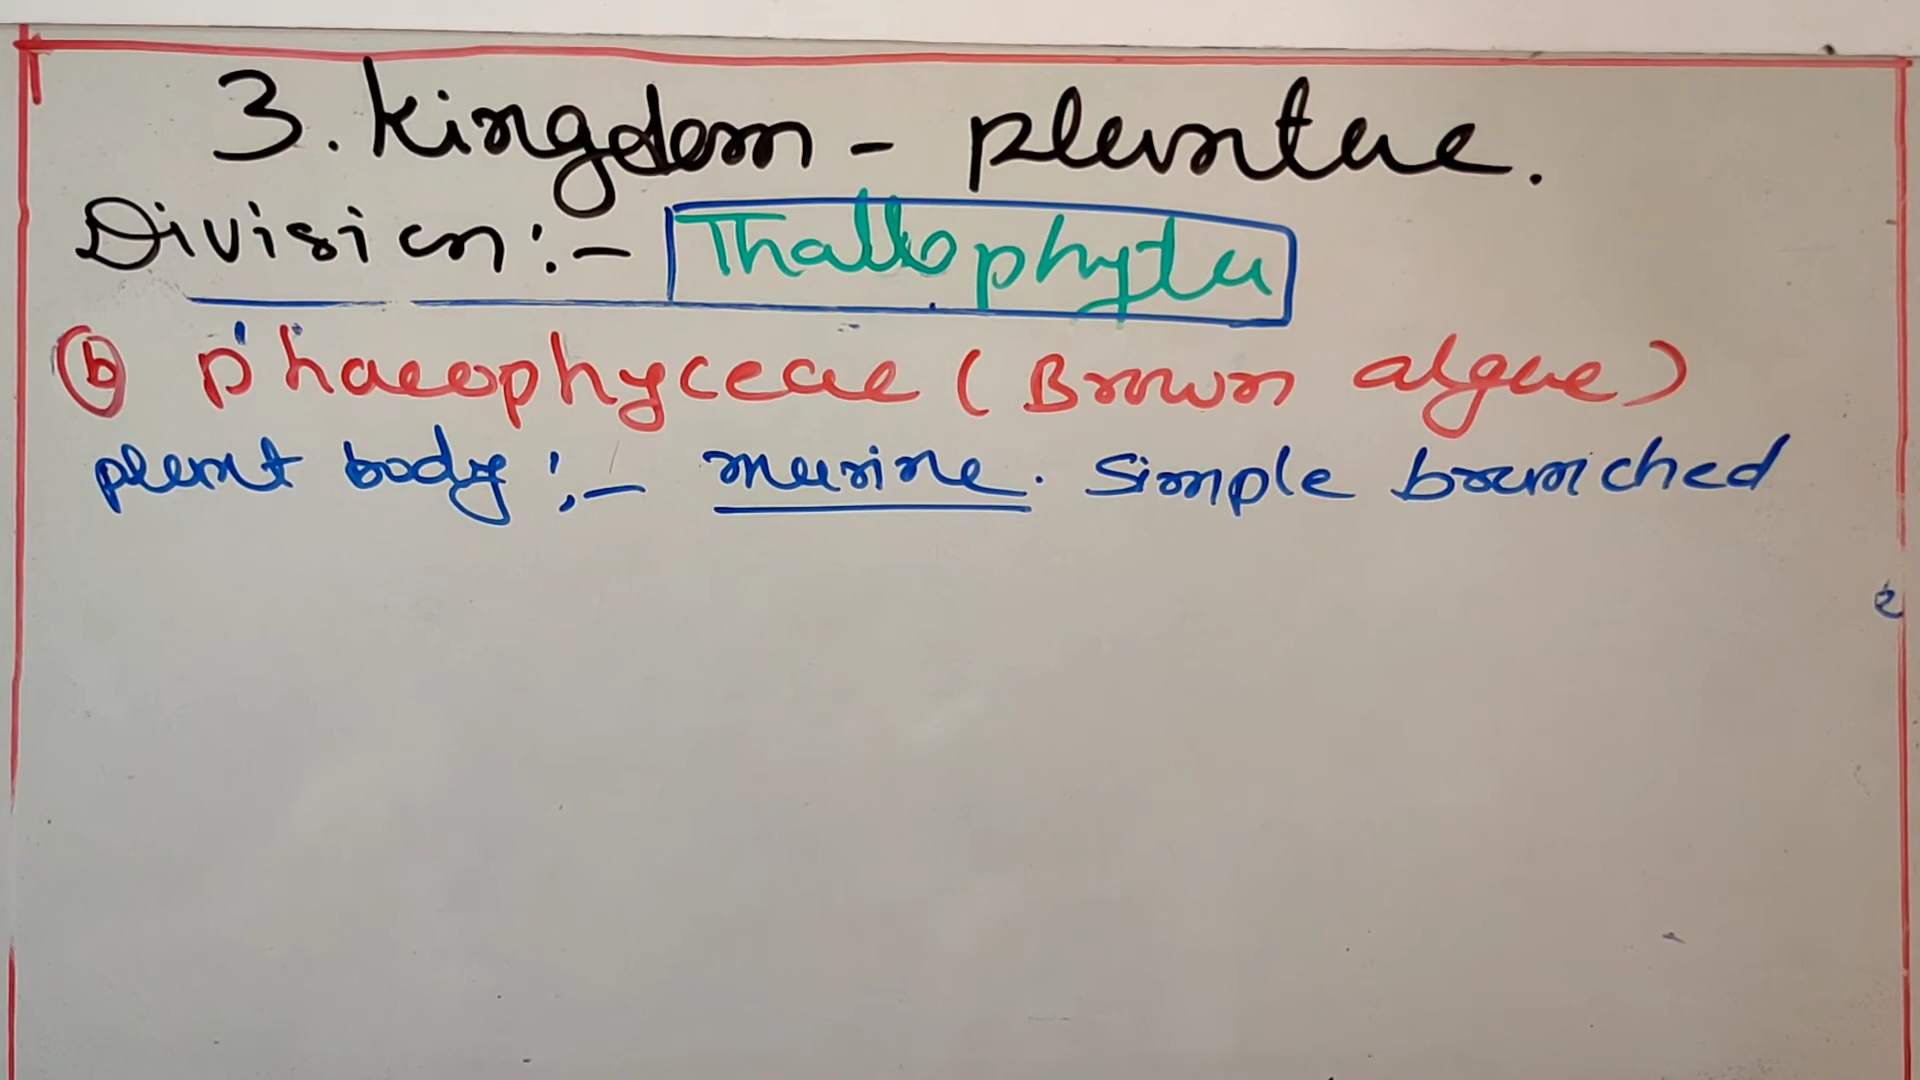 3. Kingdom - plantae.
Division :- Thallophyta
b phaeophyceae (Brown algae)
plant body :- marine. Simple branched